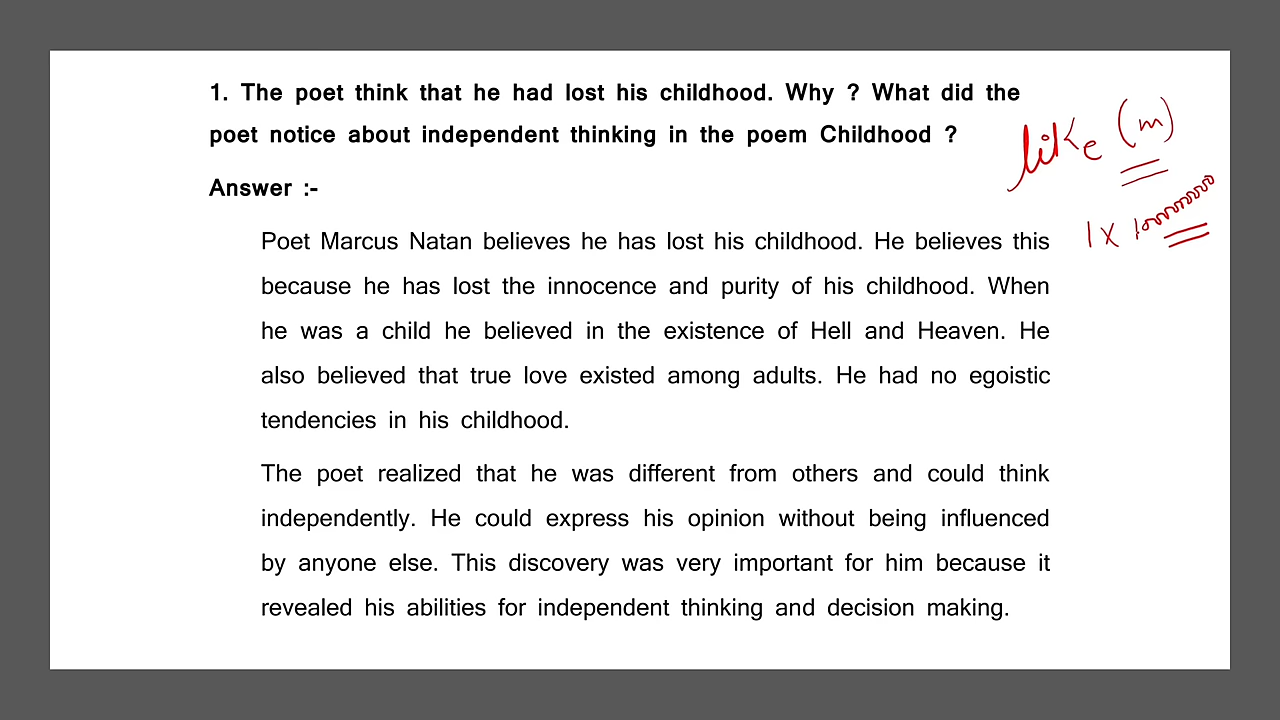 1. The poet think that he had lost his childhood. Why ? What did the
poet notice about independent thinking in the poem Childhood ?
like (m)
Answer :-
1 X
Poet Marcus Natan believes he has lost his childhood. He believes this
because he has lost the innocence and purity of his childhood. When
he was a child he believed in the existence of Hell and Heaven. He
also believed that true love existed among adults. He had no egoistic
tendencies in his childhood.
The poet realized that he was different from others and could think
independently. He could express his opinion without being influenced
by anyone else. This discovery was very important for him because it
revealed his abilities for independent thinking and decision making.